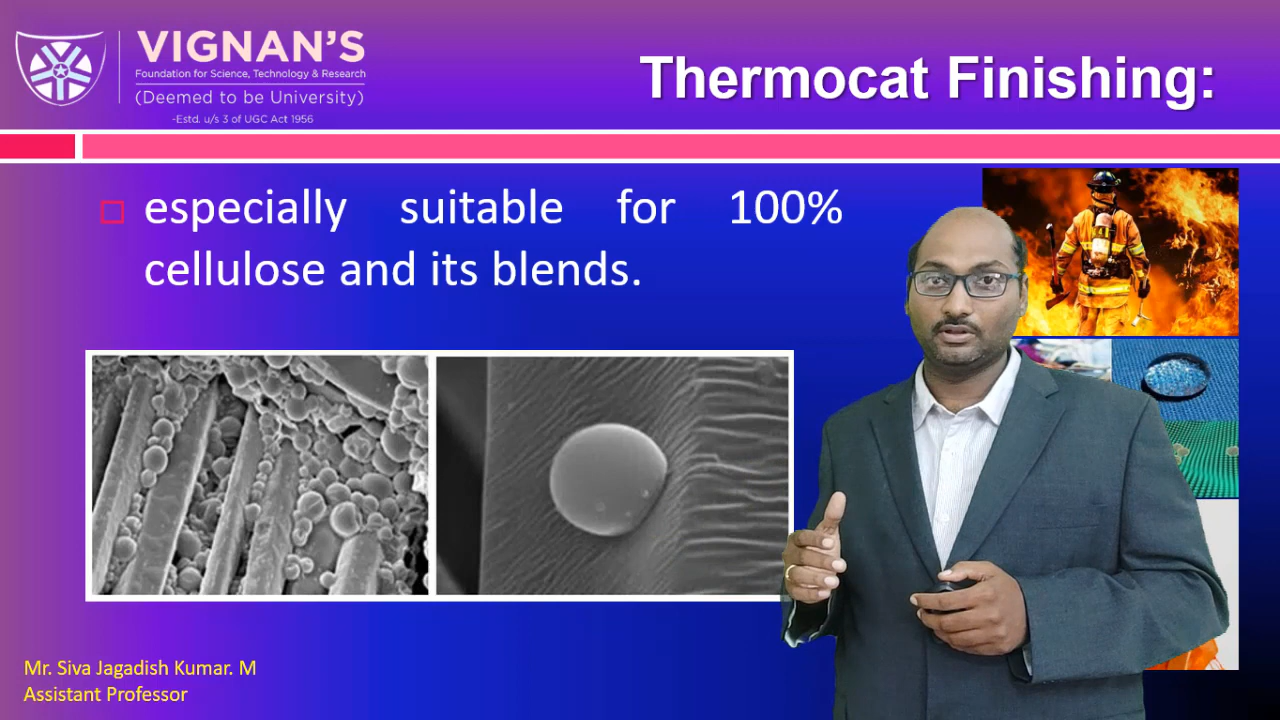 VIGNAN'S
Foundation for Science, Technology & Research
(Deemed to be University)
-Estd. u/s 3 of UGC Act 1956
Thermocat Finishing:
especially suitable for 100%
cellulose and its blends.
Mr. Siva Jagadish Kumar. M
Assistant Professor